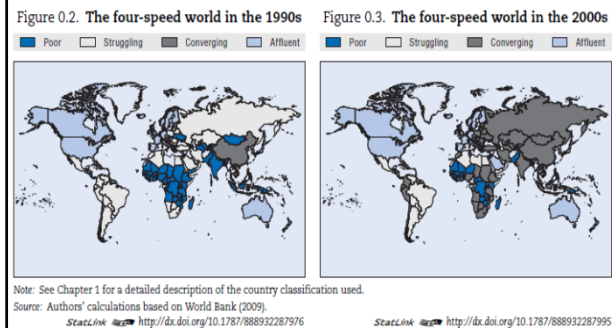 Figure 0.2. The four-speed world in the 1990s
Poor Struggling Converging Affluent
Figure 0.3. The four-speed world in the 2000s
Poor Struggling Converging Affluent
Note: See Chapter 1 for a detailed description of the country classification used.
Source: Authors' calculations based on World Bank (2009).
StatLink http://dx.doi.org/10.1787/888932287976
StatLink http://dx.doi.org/10.1787/888932287995